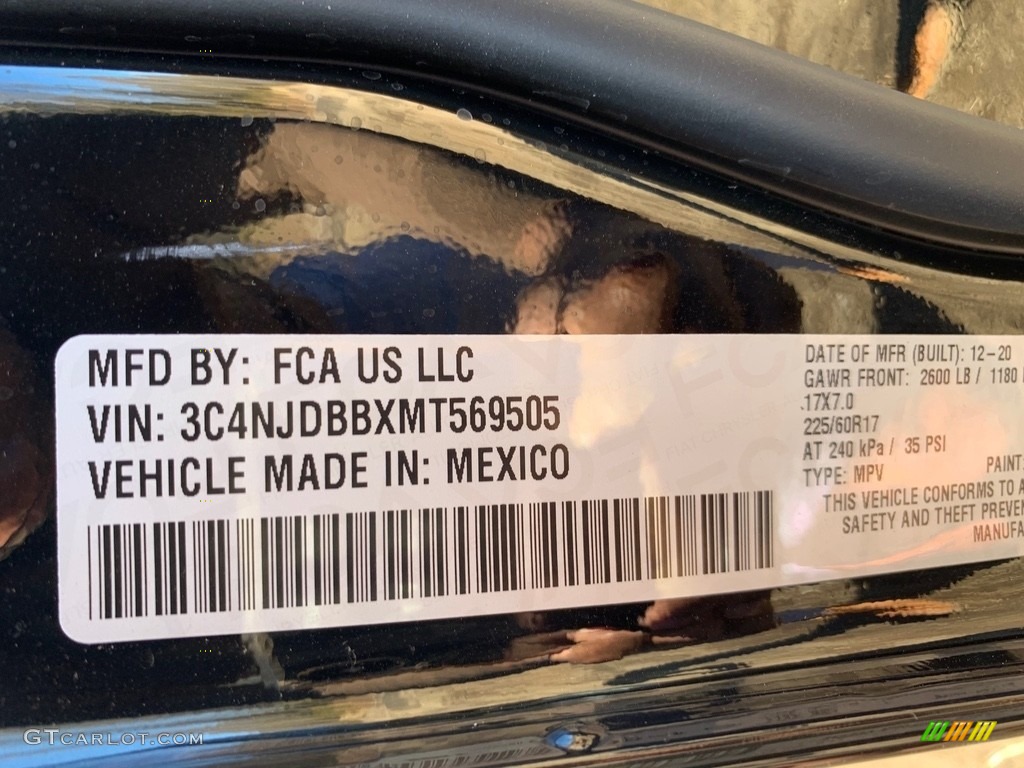 MFD BY: FCA US LLC
VIN: 3C4NJDBBXMT569505
VEHICLE MADE IN: MEXICO
DATE OF MFR (BUILT): 12-20
GAWR FRONT: 2600 LB / 1180
17X7.0
225/60R17
AT 240 kPa / 35 PSI
TYPE: MPV
PAINT:
THIS VEHICLE CONFORMS TO
SAFETY AND THEFT
GTCARLOT.COM